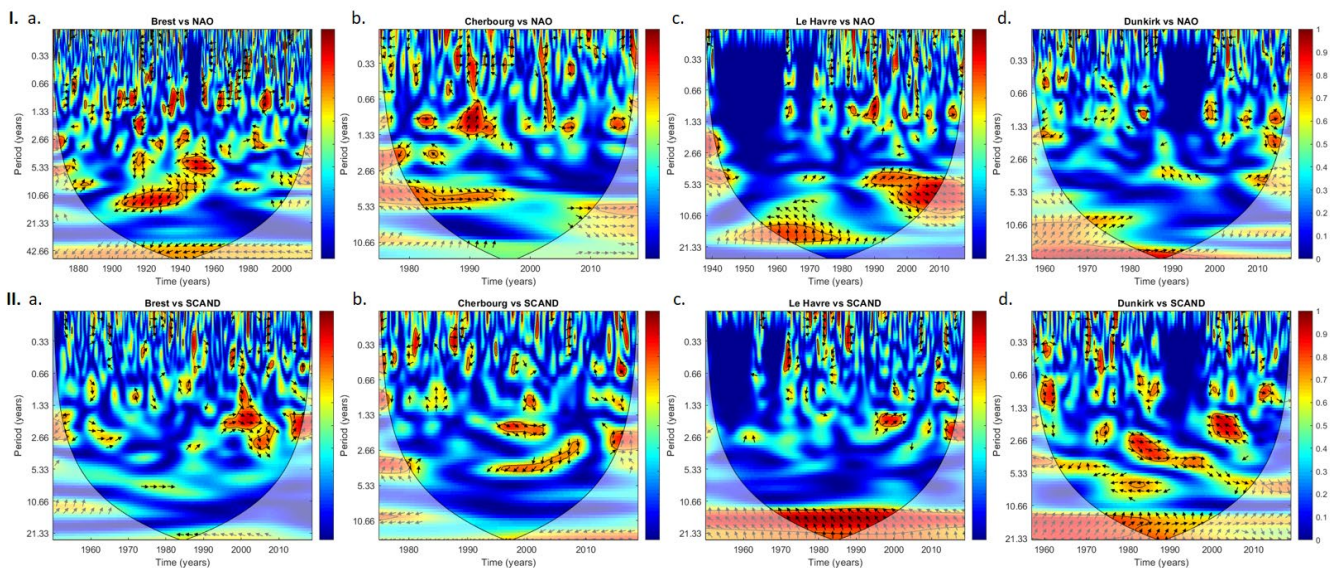 I. a. b. c. d.
Brest vs NAO
Period (years)
0.33
0.66
1.33
2.66
5.33
10.66
21.33
42.66
1880 1900 1920 1940 1960 1980 2000
Time (years)
Cherbourg vs NAO
Period (years)
0.33
0.66
1.33
2.66
5.33
10.66
1980 1990 2000 2010
Time (years)
Le Havre vs NAO
Period (years)
0.33
0.66
1.33
2.66
5.33
10.66
21.33
1940 1950 1960 1970 1980 1990 2000 2010
Time (years)
Dunkirk vs NAO
Period (years)
0.33
0.66
1.33
2.66
5.33
10.66
21.33
1960 1970 1980 1990 2000 2010
Time (years)
1
0.9
0.8
0.7
0.6
0.5
0.4
0.3
0.2
0.1
0
II. a. b. c. d.
Brest vs SCAND
Period (years)
0.33
0.66
1.33
2.66
5.33
10.66
21.33
1960 1970 1980 1990 2000 2010
Time (years)
Cherbourg vs SCAND
Period (years)
0.33
0.66
1.33
2.66
5.33
10.66
1980 1990 2000 2010
Time (years)
Le Havre vs SCAND
Period (years)
0.33
0.66
1.33
2.66
5.33
10.66
21.33
1960 1970 1980 1990 2000 2010
Time (years)
Dunkirk vs SCAND
Period (years)
0.33
0.66
1.33
2.66
5.33
10.66
21.33
1960 1970 1980 1990 2000 2010
Time (years)
1
0.9
0.8
0.7
0.6
0.5
0.4
0.3
0.2
0.1
0